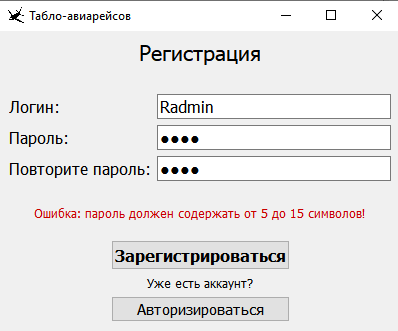 Табло-авиарейсов
Регистрация
Логин: Radmin
Пароль: ●●●●
Повторите пароль: ●●●●
Ошибка: пароль должен содержать от 5 до 15 символов!
Зарегистрироваться
Уже есть аккаунт?
Авторизироваться